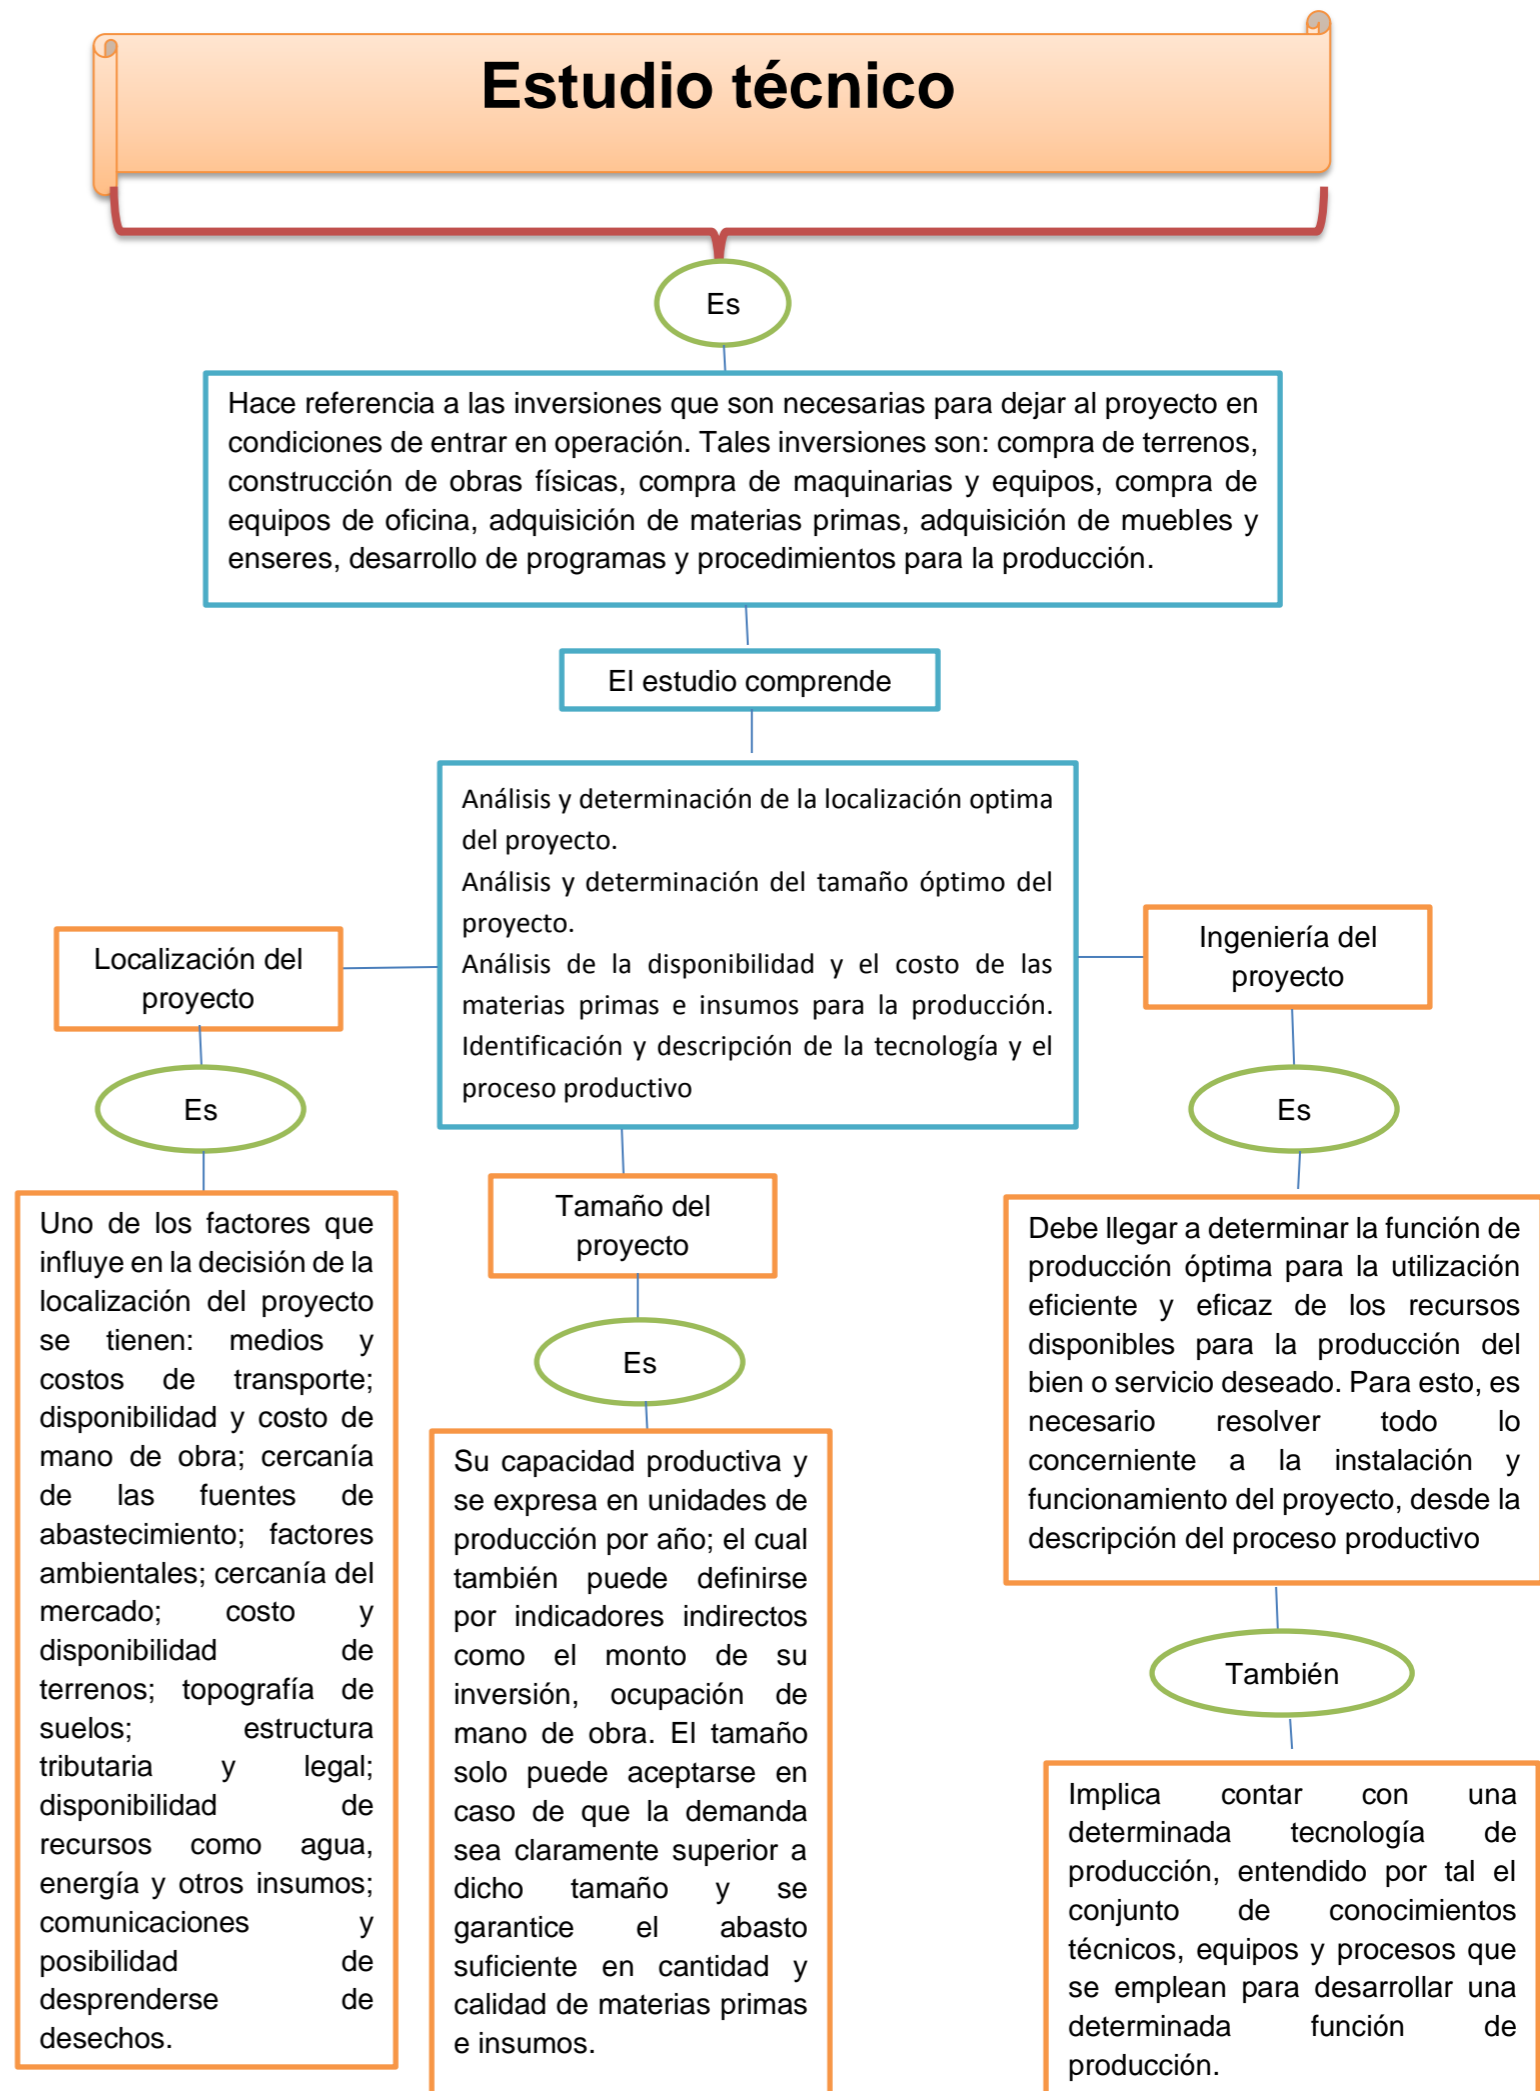 Estudio técnico
Es
Hace referencia a las inversiones que son necesarias para dejar al proyecto en
condiciones de entrar en operación. Tales inversiones son: compra de terrenos,
construcción de obras físicas, compra de maquinarias y equipos, compra de
equipos de oficina, adquisición de materias primas, adquisición de muebles y
enseres, desarrollo de programas y procedimientos para la producción.
El estudio comprende
Análisis y determinación de la localización optima
del proyecto.
Análisis y determinación del tamaño óptimo del
proyecto.
Análisis de la disponibilidad y el costo de las
materias primas e insumos para la producción.
Identificación y descripción de la tecnología y el
proceso productivo
Localización del
proyecto
Es
Uno de los factores que
influye en la decisión de la
localización del proyecto
se tienen: medios y
costos de transporte;
disponibilidad y costo de
mano de obra; cercanía
de las fuentes de
abastecimiento; factores
ambientales; cercanía del
mercado; costo y
disponibilidad de
terrenos; topografía de
suelos; estructura
tributaria y legal;
disponibilidad de
recursos como agua,
energía y otros insumos;
comunicaciones y
posibilidad de
desprenderse de
desechos.
Tamaño del
proyecto
Es
Su capacidad productiva y
se expresa en unidades de
producción por año; el cual
también puede definirse
por indicadores indirectos
como el monto de su
inversión, ocupación de
mano de obra. El tamaño
solo puede aceptarse en
caso de que la demanda
sea claramente superior a
dicho tamaño y se
garantice el abasto
suficiente en cantidad y
calidad de materias primas
e insumos.
Ingeniería del
proyecto
Es
Debe llegar a determinar la función de
producción óptima para la utilización
eficiente y eficaz de los recursos
disponibles para la producción del
bien o servicio deseado. Para esto, es
necesario resolver todo lo
concerniente a la instalación y
funcionamiento del proyecto, desde la
descripción del proceso productivo
También
Implica contar con una
determinada tecnología de
producción, entendido por tal el
conjunto de conocimientos
técnicos, equipos y procesos que
se emplean para desarrollar una
determinada función de
producción.